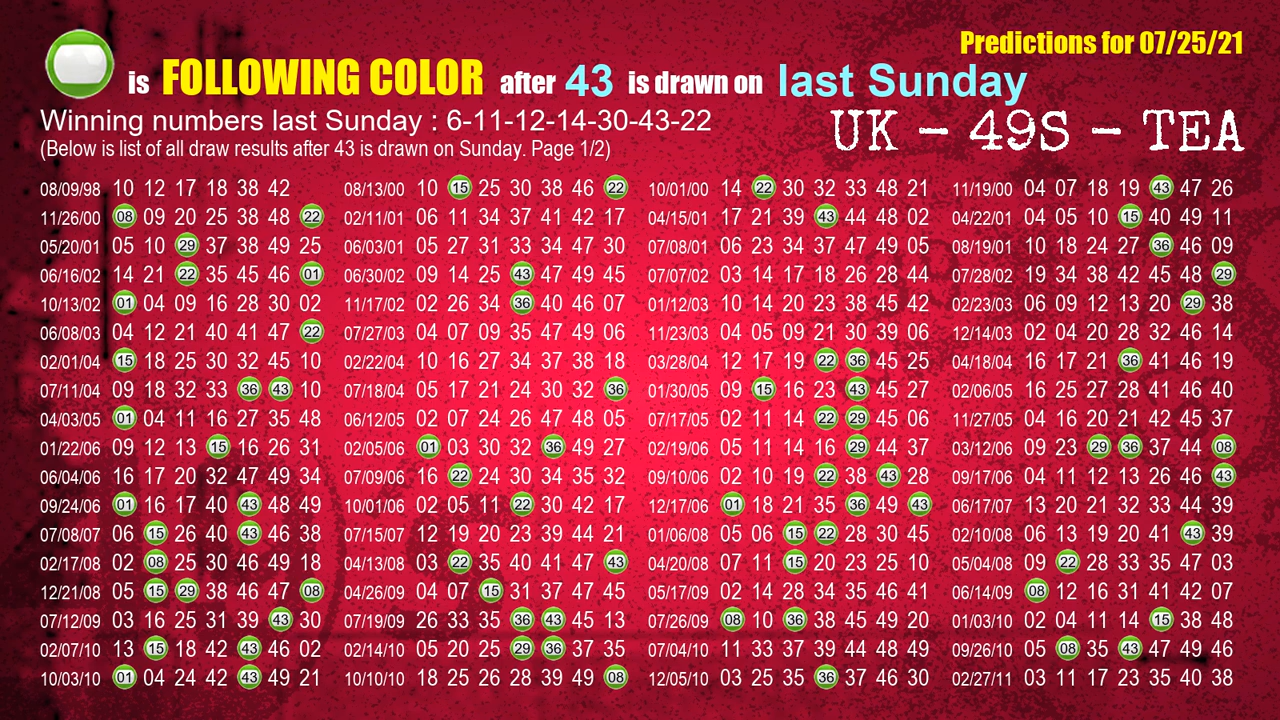 Predictions for 07/25/21
is FOLLOWING COLOR after 43 is drawn on last Sunday
Winning numbers last Sunday : 6-11-12-14-30-43-22
UK - 49S - TEA
(Below is list of all draw results after 43 is drawn on Sunday. Page 1/2)
08/09/98 10 12 17 18 38 42 08/13/00 10 15 25 30 38 46 22 10/01/00 14 22 30 32 33 48 21 11/19/00 04 07 18 19 43 47 26
11/26/00 08 09 20 25 38 48 22 02/11/01 06 11 34 37 41 42 17 04/15/01 17 21 39 43 44 48 02 04/22/01 04 05 10 15 40 49 11
05/20/01 05 10 29 37 38 49 25 06/03/01 05 27 31 33 34 47 30 07/08/01 06 23 34 37 47 49 05 08/19/01 10 18 24 27 36 46 09
06/16/02 14 21 22 35 45 46 01 06/30/02 09 14 25 43 47 49 45 07/07/02 03 14 17 18 26 28 44 07/28/02 19 34 38 42 45 48 29
10/13/02 01 04 09 16 28 30 02 11/17/02 02 26 34 36 40 46 07 01/12/03 10 14 20 23 38 45 42 02/23/03 06 09 12 13 20 29 38
06/08/03 04 12 21 40 41 47 22 07/27/03 04 07 09 35 47 49 06 11/23/03 04 05 09 21 30 39 06 12/14/03 02 04 20 28 32 46 14
02/01/04 15 18 25 30 32 45 10 02/22/04 10 16 27 34 37 38 18 03/28/04 12 17 19 22 36 45 25 04/18/04 16 17 21 36 41 46 19
07/11/04 09 18 32 33 36 43 10 07/18/04 05 17 21 24 30 32 36 01/30/05 09 15 16 23 43 45 27 02/06/05 16 25 27 28 41 46 40
04/03/05 01 04 11 16 27 35 48 06/12/05 02 07 24 26 47 48 05 07/17/05 02 11 14 22 29 45 06 11/27/05 04 16 20 21 42 45 37
01/22/06 09 12 13 15 16 26 31 02/05/06 01 03 30 32 36 49 27 02/19/06 05 11 14 16 29 44 37 03/12/06 09 23 29 36 37 44 08
06/04/06 16 17 20 32 47 49 34 07/09/06 16 22 24 30 34 35 32 09/10/06 02 10 19 22 38 43 28 09/17/06 04 11 12 13 26 46 43
09/24/06 01 16 17 40 43 48 49 10/01/06 02 05 11 22 30 42 17 12/17/06 01 18 21 35 36 49 43 06/17/07 13 20 21 32 33 44 39
07/08/07 06 15 26 40 43 46 38 07/15/07 12 19 20 23 39 44 21 01/06/08 05 06 15 22 28 30 45 02/10/08 06 13 19 20 41 43 39
02/17/08 02 08 25 30 46 49 18 04/13/08 03 22 35 40 41 47 43 04/20/08 07 11 15 20 23 25 10 05/04/08 09 22 28 33 35 47 03
12/21/08 05 15 29 38 46 47 08 04/26/09 04 07 15 31 37 47 45 05/17/09 02 14 28 34 35 46 41 06/14/09 08 12 16 31 41 42 07
07/12/09 03 16 25 31 39 43 30 07/19/09 26 33 35 36 43 45 13 07/26/09 08 10 36 38 45 49 20 01/03/10 02 04 11 14 15 38 48
02/07/10 13 15 18 42 43 46 02 02/14/10 05 20 25 29 36 37 35 07/04/10 11 33 37 39 44 48 49 09/26/10 05 08 35 43 47 49 46
10/03/10 01 04 24 42 43 49 21 10/10/10 18 25 26 28 39 49 08 12/05/10 03 25 35 36 37 46 30 02/27/11 03 11 17 23 35 40 38